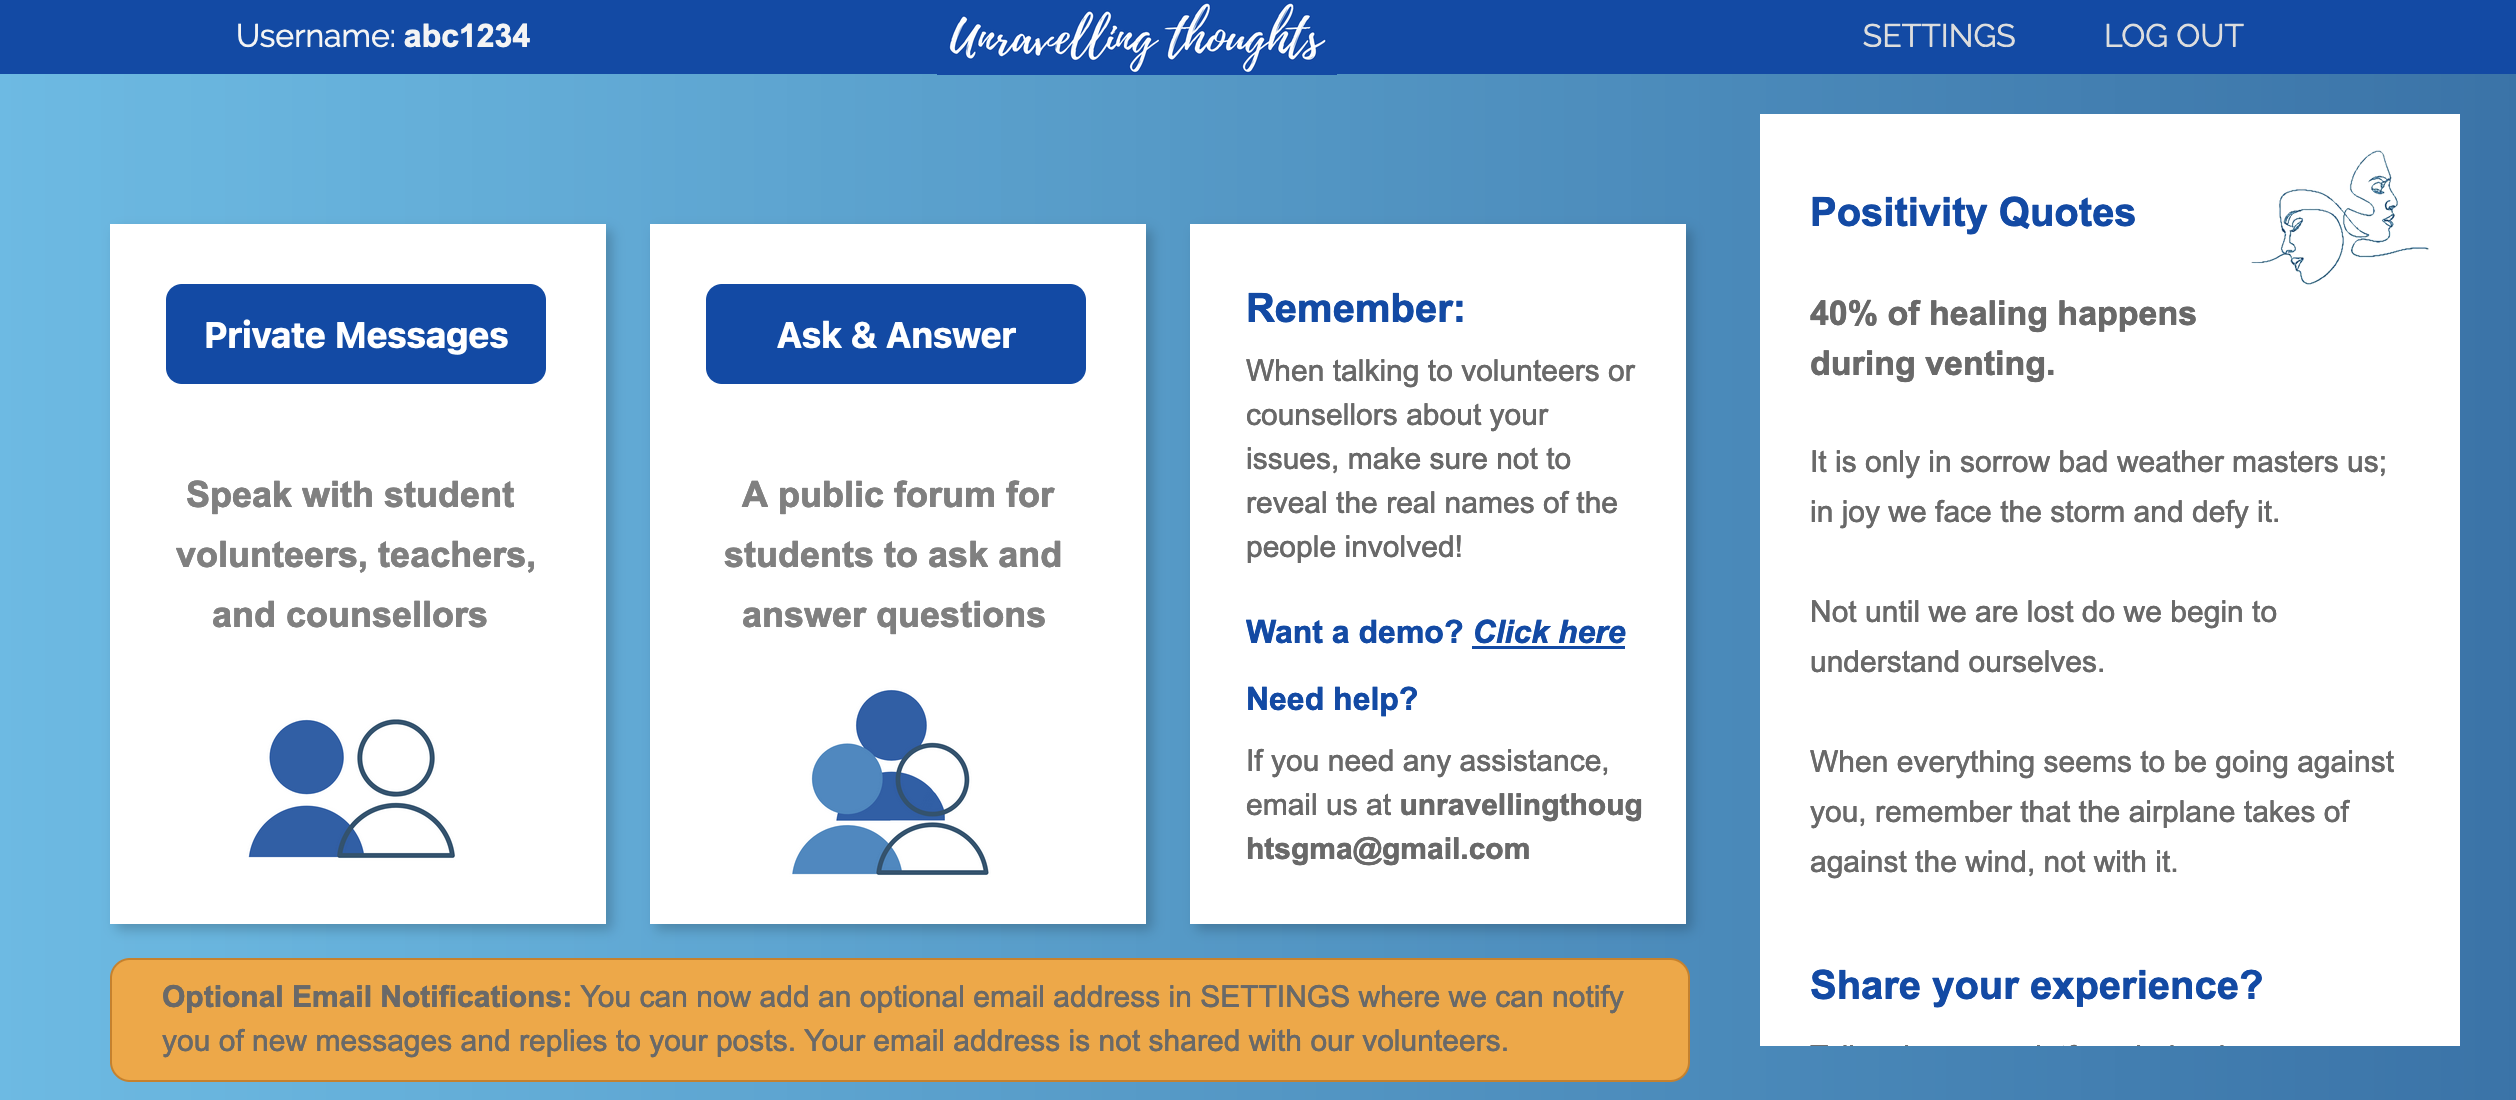 Username: abc1234
Unravelling thoughts
SETTINGS
LOG OUT
Private Messages
Speak with student
volunteers, teachers,
and counsellors
Ask & Answer
A public forum for
students to ask and
answer questions
Remember:
When talking to volunteers or
counsellors about your
issues, make sure not to
reveal the real names of the
people involved!
Want a demo? Click here
Need help?
If you need any assistance,
email us at unravellingthoug
htsgma@gmail.com
Optional Email Notifications: You can now add an optional email address in SETTINGS where we can notify
you of new messages and replies to your posts. Your email address is not shared with our volunteers.
Positivity Quotes
40% of healing happens
during venting.
It is only in sorrow bad weather masters us;
in joy we face the storm and defy it.
Not until we are lost do we begin to
understand ourselves.
When everything seems to be going against
you, remember that the airplane takes of
against the wind, not with it.
Share your experience?